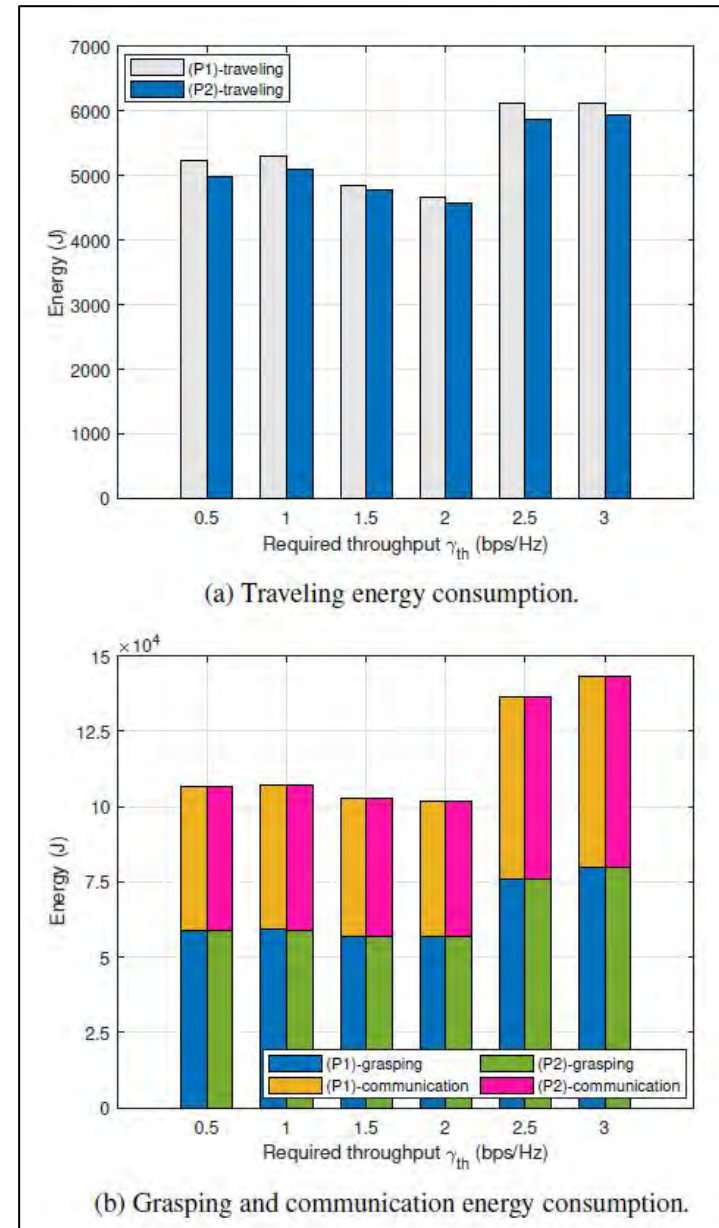 7000
6000
5000
4000
3000
2000
1000
0
Energy (J)
(P1)-traveling
(P2)-traveling
0.5 1 1.5 2 2.5 3
Required throughput γth (bps/Hz)
(a) Traveling energy consumption.
×10⁴
15
12.5
10
7.5
5
2.5
0
Energy (J)
(P1)-grasping (P2)-grasping
(P1)-communication (P2)-communication
0.5 1 1.5 2 2.5 3
Required throughput γth (bps/Hz)
(b) Grasping and communication energy consumption.